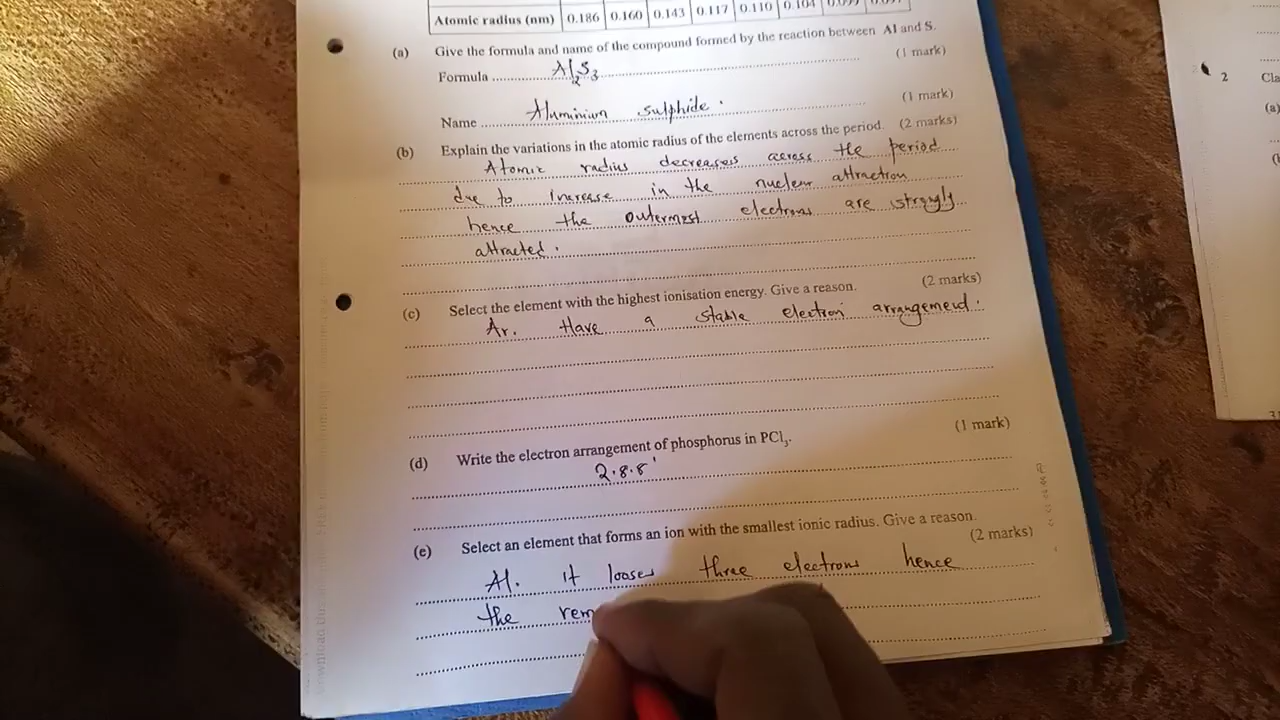 Atomic radius (nm) 0.186 0.160 0.143 0.117 0.110 0.104
(a) Give the formula and name of the compound formed by the reaction between Al and S.
Formula Al2S3 (1 mark)
Name Aluminium sulphide. (1 mark)
(b) Explain the variations in the atomic radius of the elements across the period. (2 marks)
Atomic radius decreases across the period
due to increase in the nuclear attraction
hence the outermost electrons are strongly
attracted.
(c) Select the element with the highest ionisation energy. Give a reason. (2 marks)
Ar. Have a stable electron arrangement.
(d) Write the electron arrangement of phosphorus in PCl3. (1 mark)
2.8.8
(e) Select an element that forms an ion with the smallest ionic radius. Give a reason. (2 marks)
Al. it looses three electrons hence
the rem
2 Cla
(a)